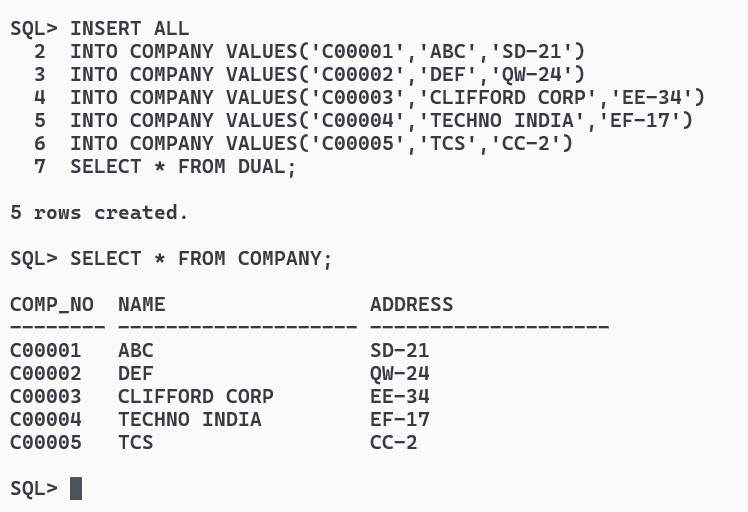 SQL> INSERT ALL
  2  INTO COMPANY VALUES('C00001','ABC','SD-21')
  3  INTO COMPANY VALUES('C00002','DEF','QW-24')
  4  INTO COMPANY VALUES('C00003','CLIFFORD CORP','EE-34')
  5  INTO COMPANY VALUES('C00004','TECHNO INDIA','EF-17')
  6  INTO COMPANY VALUES('C00005','TCS','CC-2')
  7  SELECT * FROM DUAL;

5 rows created.

SQL> SELECT * FROM COMPANY;

COMP_NO  NAME                 ADDRESS
-------- -------------------- --------------------
C00001   ABC                  SD-21
C00002   DEF                  QW-24
C00003   CLIFFORD CORP        EE-34
C00004   TECHNO INDIA         EF-17
C00005   TCS                  CC-2

SQL>